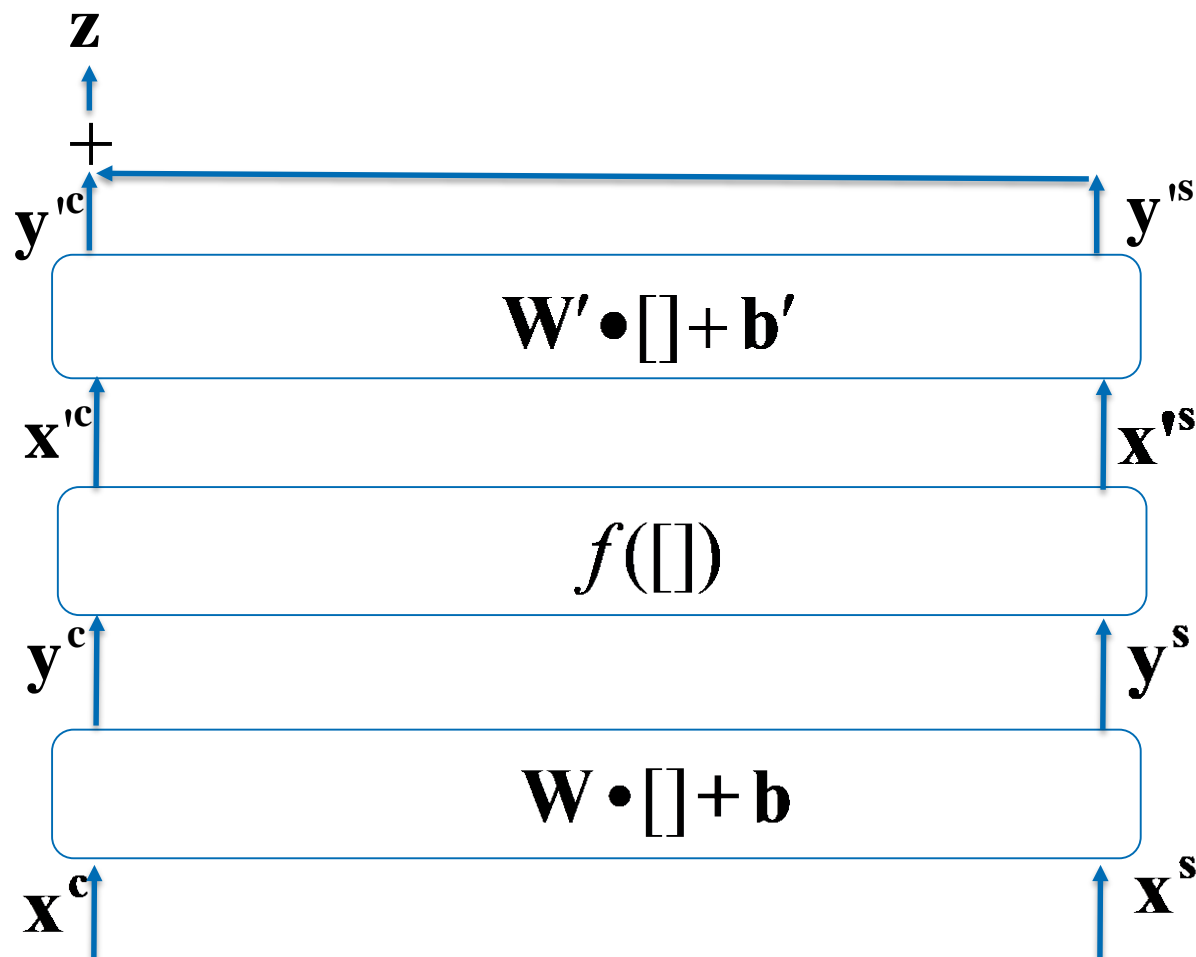 z
+
y'ᶜ y'ˢ
W′•[]+b′
x'ᶜ x'ˢ
f([])
yᶜ yˢ
W•[]+b
xᶜ xˢ